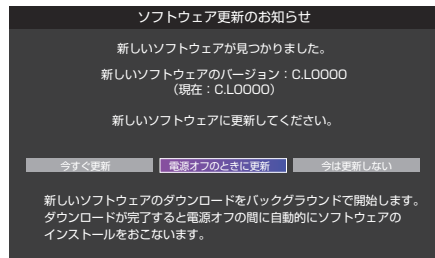 ソフトウェア更新のお知らせ
新しいソフトウェアが見つかりました。
新しいソフトウェアのバージョン：C.L0000
（現在：C.L0000）
新しいソフトウェアに更新してください。
今すぐ更新 電源オフのときに更新 今は更新しない
新しいソフトウェアのダウンロードをバックグラウンドで開始します。
ダウンロードが完了すると電源オフの間に自動的にソフトウェアの
インストールをおこないます。